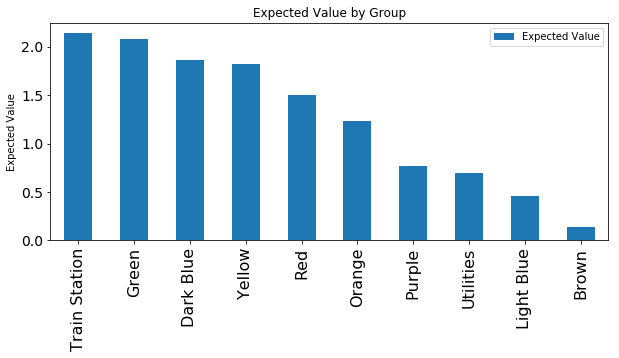 Expected Value by Group
Expected Value
Expected Value
2.0
1.5
1.0
0.5
0.0
Train Station
Green
Dark Blue
Yellow
Red
Orange
Purple
Utilities
Light Blue
Brown